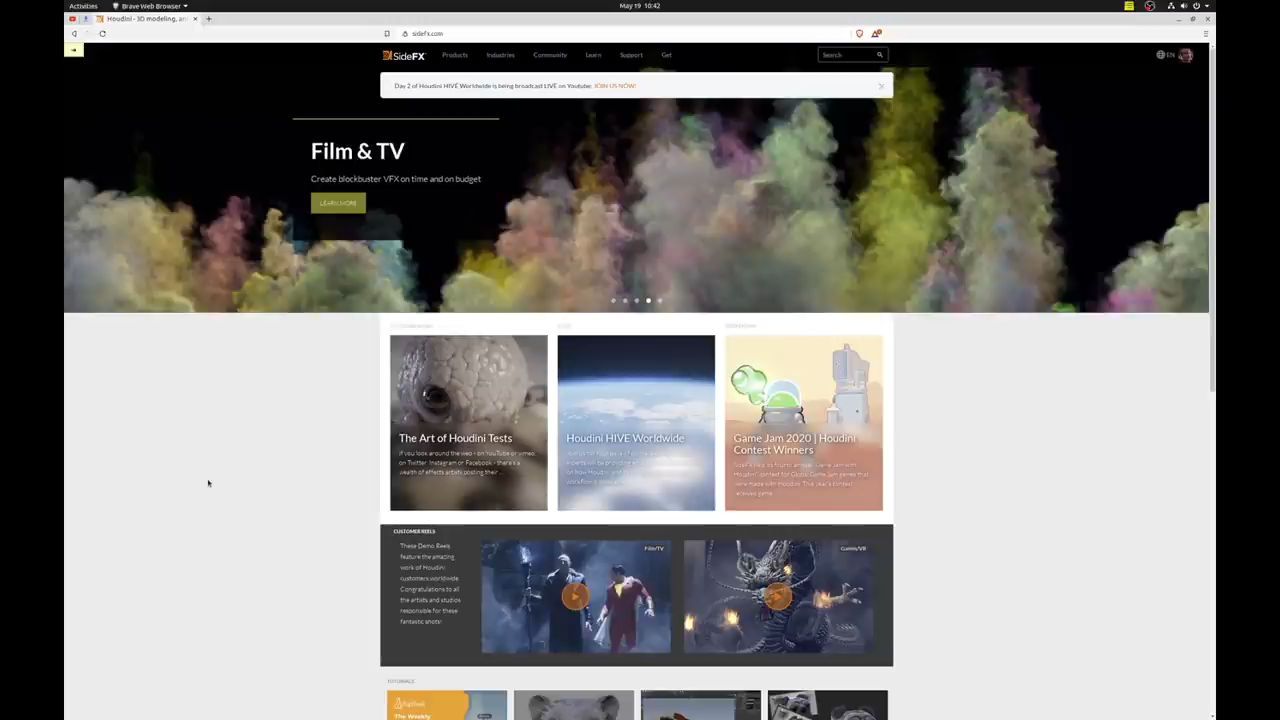 Activities
Brave Web Browser
May 19 10:42
Houdini - 3D modeling, an
sidefx.com
SideFX
Products
Industries
Community
Learn
Support
Get
Search
EN
Day 2 of Houdini HIVE Worldwide is being broadcast LIVE on Youtube: JOIN US NOW!
Film & TV
Create blockbuster VFX on time and on budget
LEARN MORE
The Art of Houdini Tests
If you look around the web - on YouTube or vimeo,
on Twitter, Instagram or Facebook - there's a
wealth of effects artists posting their ...
Houdini HIVE Worldwide
Game Jam 2020 | Houdini
Contest Winners
CUSTOMER REELS
These Demo Reels
feature the amazing
work of Houdini
customers worldwide.
Congratulations to all
the artists and studios
responsible for these
fantastic shots!
Film/TV
Games/VR
TUTORIALS
The Weekly